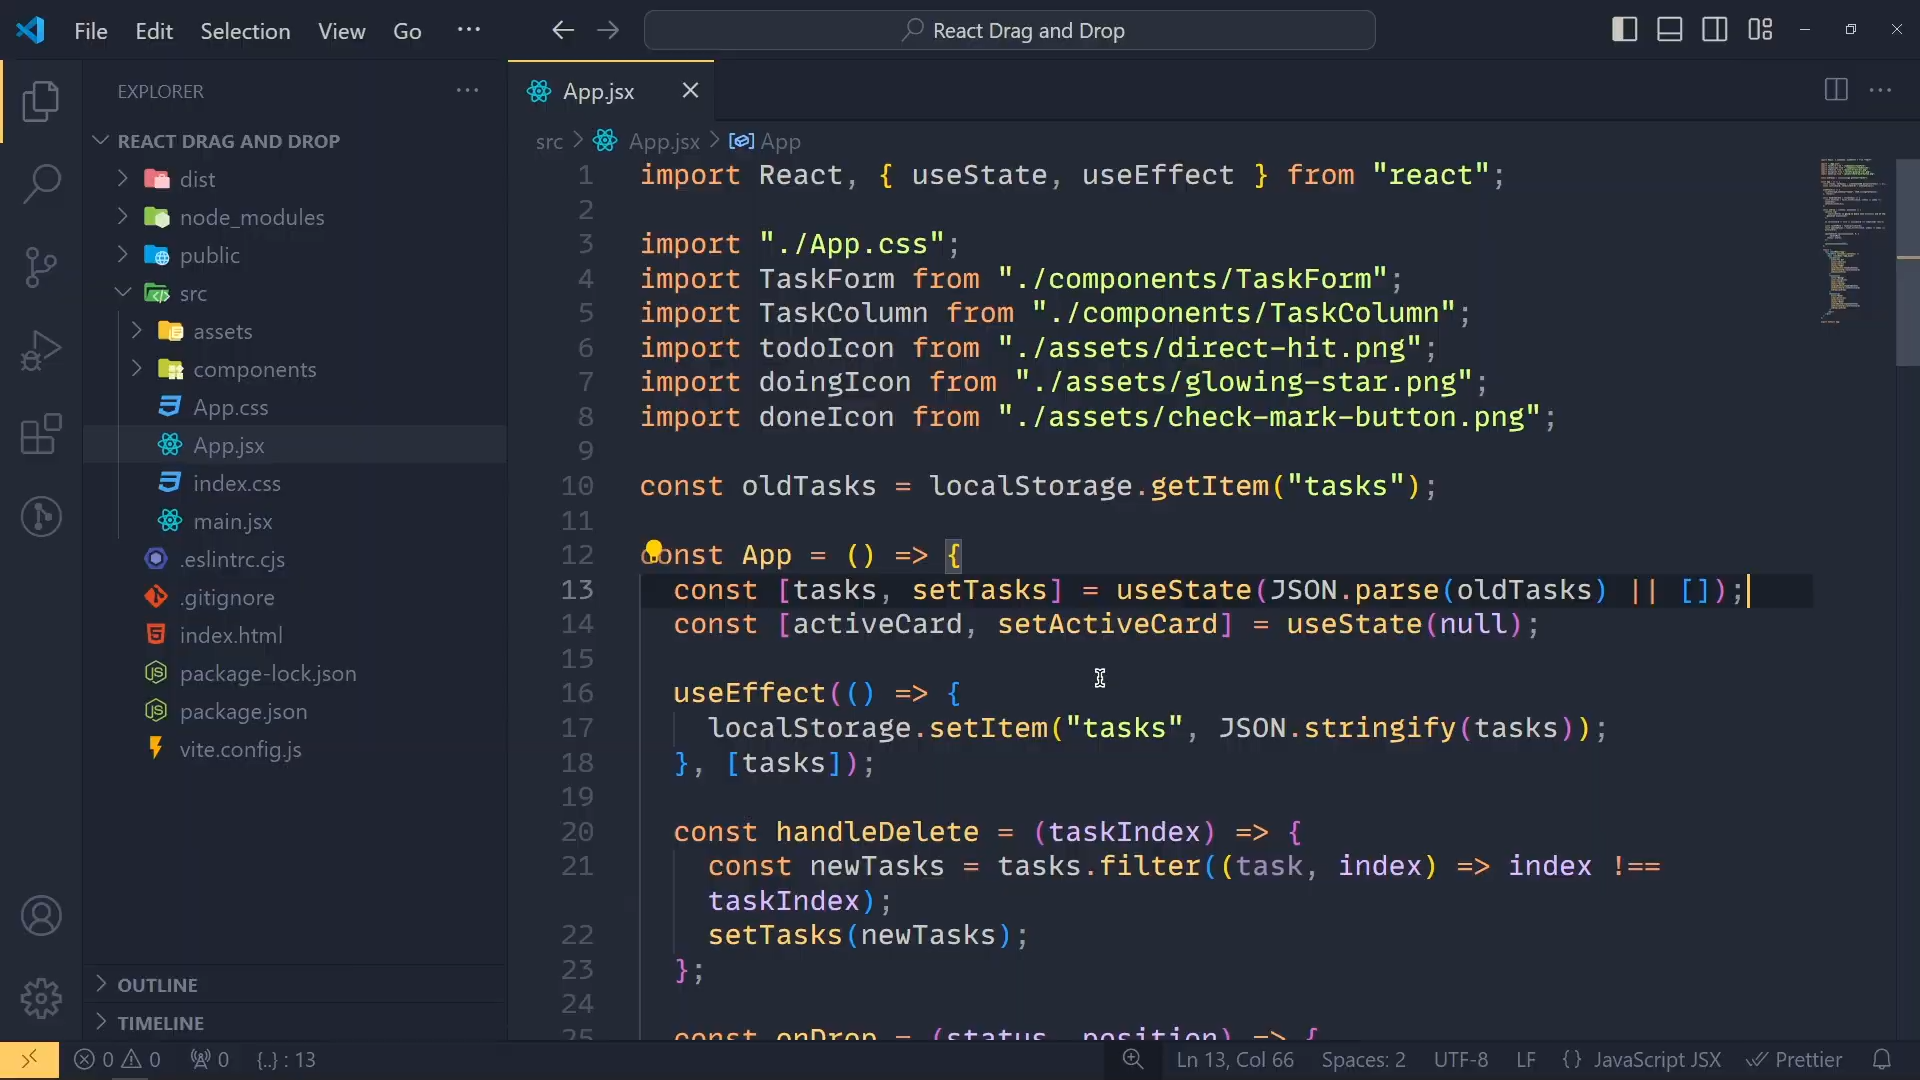 File Edit Selection View Go ···
React Drag and Drop
EXPLORER ···
REACT DRAG AND DROP
dist
node_modules
public
src
assets
components
App.css
App.jsx
index.css
main.jsx
.eslintrc.cjs
.gitignore
index.html
package-lock.json
package.json
vite.config.js
OUTLINE
TIMELINE
App.jsx
src > App.jsx > App
1 import React, { useState, useEffect } from "react";
2
3 import "./App.css";
4 import TaskForm from "./components/TaskForm";
5 import TaskColumn from "./components/TaskColumn";
6 import todoIcon from "./assets/direct-hit.png";
7 import doingIcon from "./assets/glowing-star.png";
8 import doneIcon from "./assets/check-mark-button.png";
9
10 const oldTasks = localStorage.getItem("tasks");
11
12 const App = () => {
13 const [tasks, setTasks] = useState(JSON.parse(oldTasks) || []);
14 const [activeCard, setActiveCard] = useState(null);
15
16 useEffect(() => {
17 localStorage.setItem("tasks", JSON.stringify(tasks));
18 }, [tasks]);
19
20 const handleDelete = (taskIndex) => {
21 const newTasks = tasks.filter((task, index) => index !==
taskIndex);
22 setTasks(newTasks);
23 };
24
25 const onDrop = (status, position) => {
0 0 0 {..} : 13 Ln 13, Col 66 Spaces: 2 UTF-8 LF {} JavaScript JSX Prettier